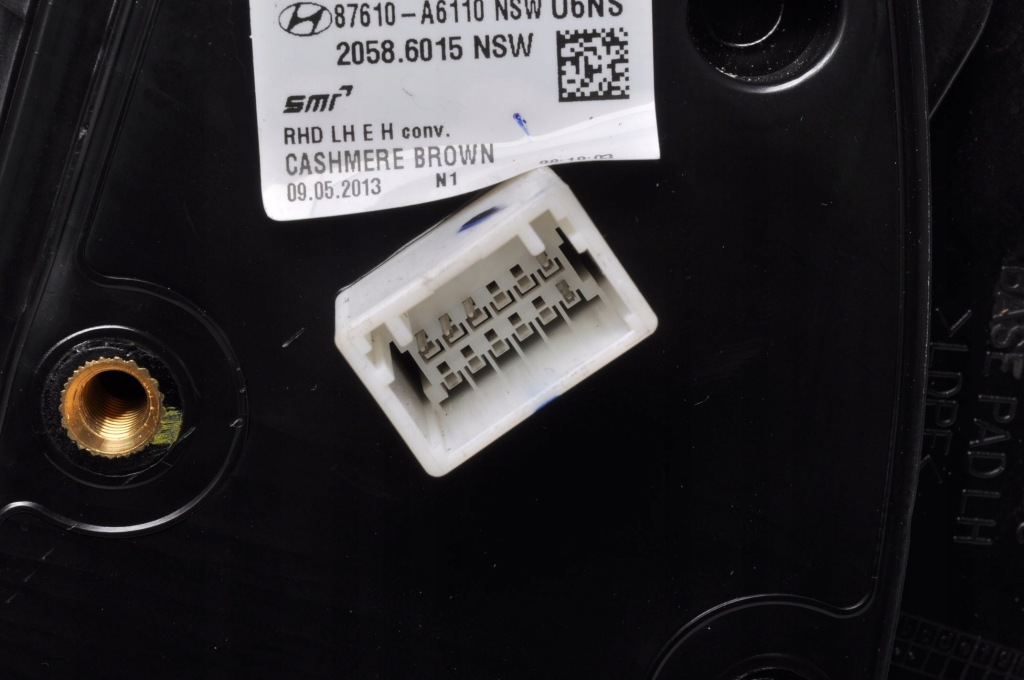 87610-A6110 NSW U6NS
2058.6015 NSW
smr
RHD LH E H conv.
CASHMERE BROWN
09.05.2013 N1
BASE PAD LH
>LDPE<